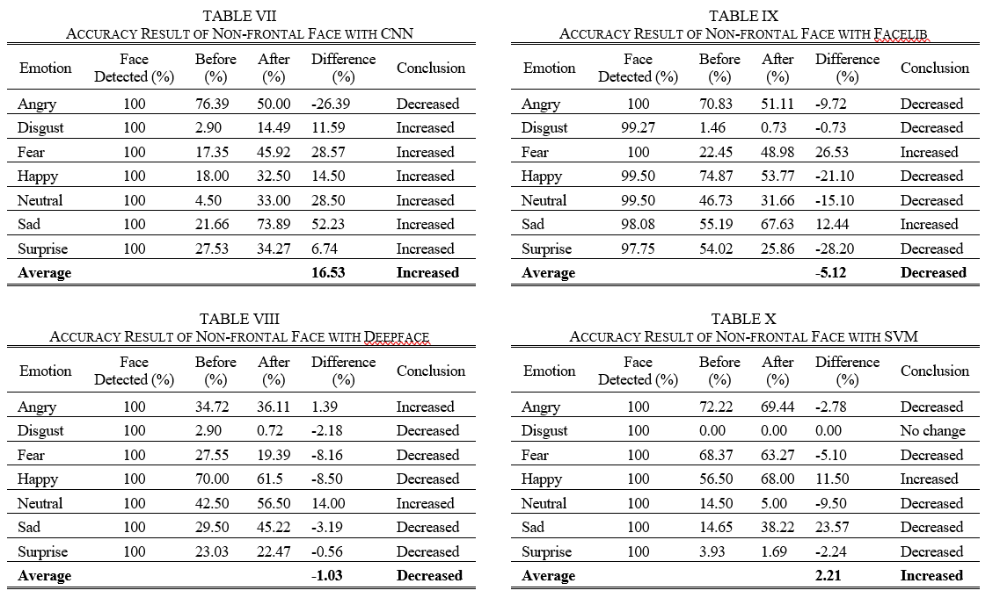 TABLE VII
ACCURACY RESULT OF NON-FRONTAL FACE WITH CNN
Emotion Face Detected (%) Before (%) After (%) Difference (%) Conclusion
Angry 100 76.39 50.00 -26.39 Decreased
Disgust 100 2.90 14.49 11.59 Increased
Fear 100 17.35 45.92 28.57 Increased
Happy 100 18.00 32.50 14.50 Increased
Neutral 100 4.50 33.00 28.50 Increased
Sad 100 21.66 73.89 52.23 Increased
Surprise 100 27.53 34.27 6.74 Increased
Average 16.53 Increased
TABLE VIII
ACCURACY RESULT OF NON-FRONTAL FACE WITH DEEPFACE
Emotion Face Detected (%) Before (%) After (%) Difference (%) Conclusion
Angry 100 34.72 36.11 1.39 Increased
Disgust 100 2.90 0.72 -2.18 Decreased
Fear 100 27.55 19.39 -8.16 Decreased
Happy 100 70.00 61.5 -8.50 Decreased
Neutral 100 42.50 56.50 14.00 Increased
Sad 100 29.50 45.22 -3.19 Decreased
Surprise 100 23.03 22.47 -0.56 Decreased
Average -1.03 Decreased
TABLE IX
ACCURACY RESULT OF NON-FRONTAL FACE WITH FACELIB
Emotion Face Detected (%) Before (%) After (%) Difference (%) Conclusion
Angry 100 70.83 51.11 -9.72 Decreased
Disgust 99.27 1.46 0.73 -0.73 Decreased
Fear 100 22.45 48.98 26.53 Increased
Happy 99.50 74.87 53.77 -21.10 Decreased
Neutral 99.50 46.73 31.66 -15.10 Decreased
Sad 98.08 55.19 67.63 12.44 Increased
Surprise 97.75 54.02 25.86 -28.20 Decreased
Average -5.12 Decreased
TABLE X
ACCURACY RESULT OF NON-FRONTAL FACE WITH SVM
Emotion Face Detected (%) Before (%) After (%) Difference (%) Conclusion
Angry 100 72.22 69.44 -2.78 Decreased
Disgust 100 0.00 0.00 0.00 No change
Fear 100 68.37 63.27 -5.10 Decreased
Happy 100 56.50 68.00 11.50 Increased
Neutral 100 14.50 5.00 -9.50 Decreased
Sad 100 14.65 38.22 23.57 Decreased
Surprise 100 3.93 1.69 -2.24 Decreased
Average 2.21 Increased